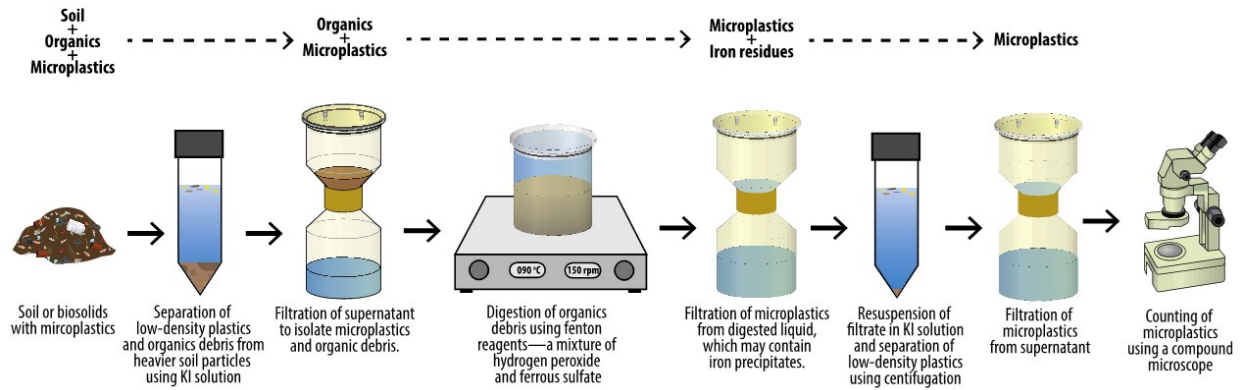 Soil
+
Organics
+
Microplastics
Organics
+
Microplastics
Microplastics
+
Iron residues
Microplastics
090 °C
150 rpm
Soil or biosolids
with mircoplastics
Separation of
low-density plastics
and organics debris from
heavier soil particles
using KI solution
Filtration of supernatant
to isolate microplastics
and organic debris.
Digestion of organics
debris using fenton
reagents—a mixture of
hydrogen peroxide
and ferrous sulfate
Filtration of microplastics
from digested liquid,
which may contain
iron precipitates.
Resuspension of
filtrate in KI solution
and separation of
low-density plastics
using centifugation
Filtration of
microplastics
from supernatant
Counting of
microplastics
using a compound
microscope